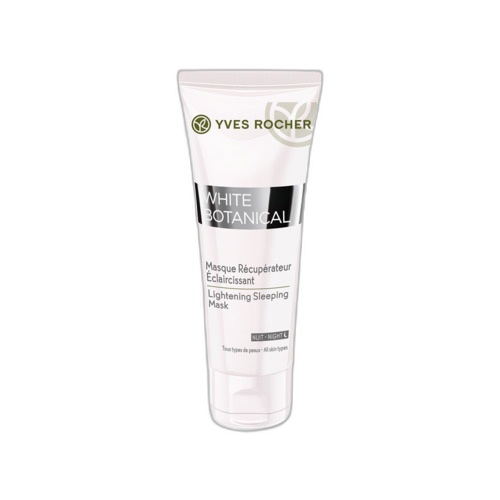 YVES ROCHER
WHITE
BOTANICAL
Masque Récupérateur
Éclaircissant
Lightening Sleeping
Mask
NUIT - NIGHT
Tous types de peaux - All skin types